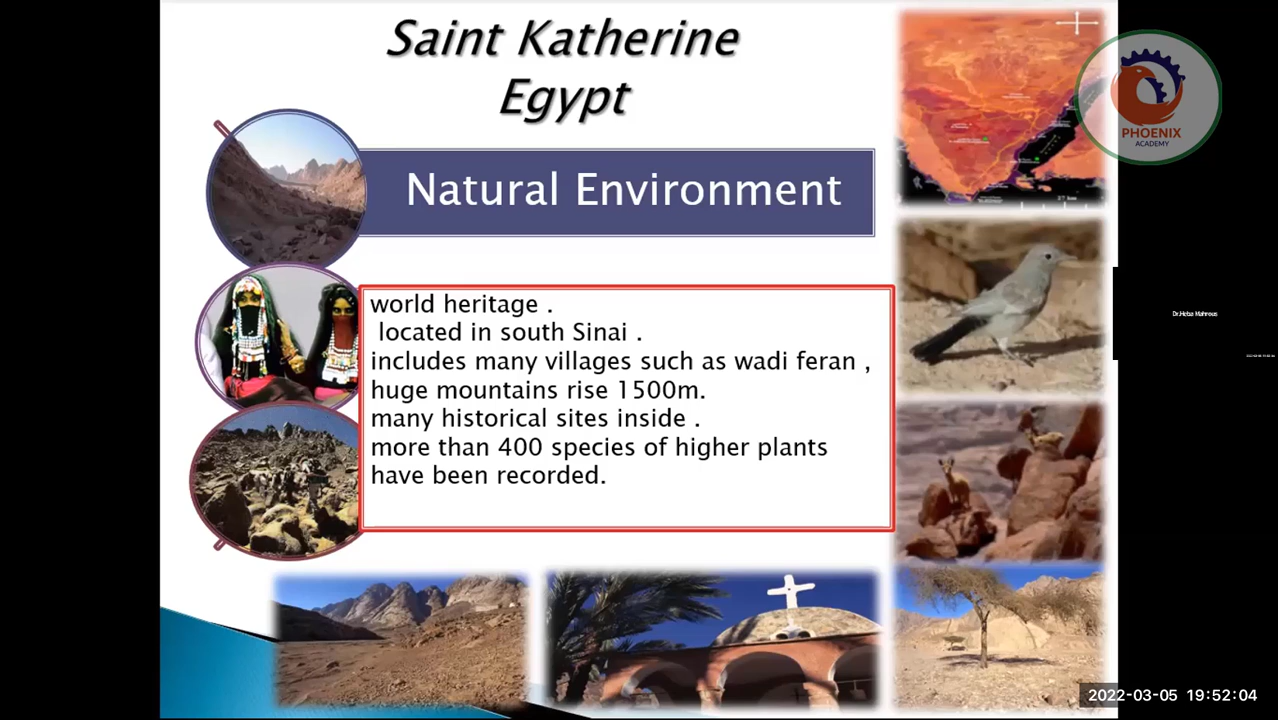 Saint Katherine
Egypt
Natural Environment
world heritage .
located in south Sinai .
includes many villages such as wadi feran ,
huge mountains rise 1500m.
many historical sites inside .
more than 400 species of higher plants
have been recorded.
PHOENIX
ACADEMY
Dr.Heba Mahrous
2022-03-05 19:52:04